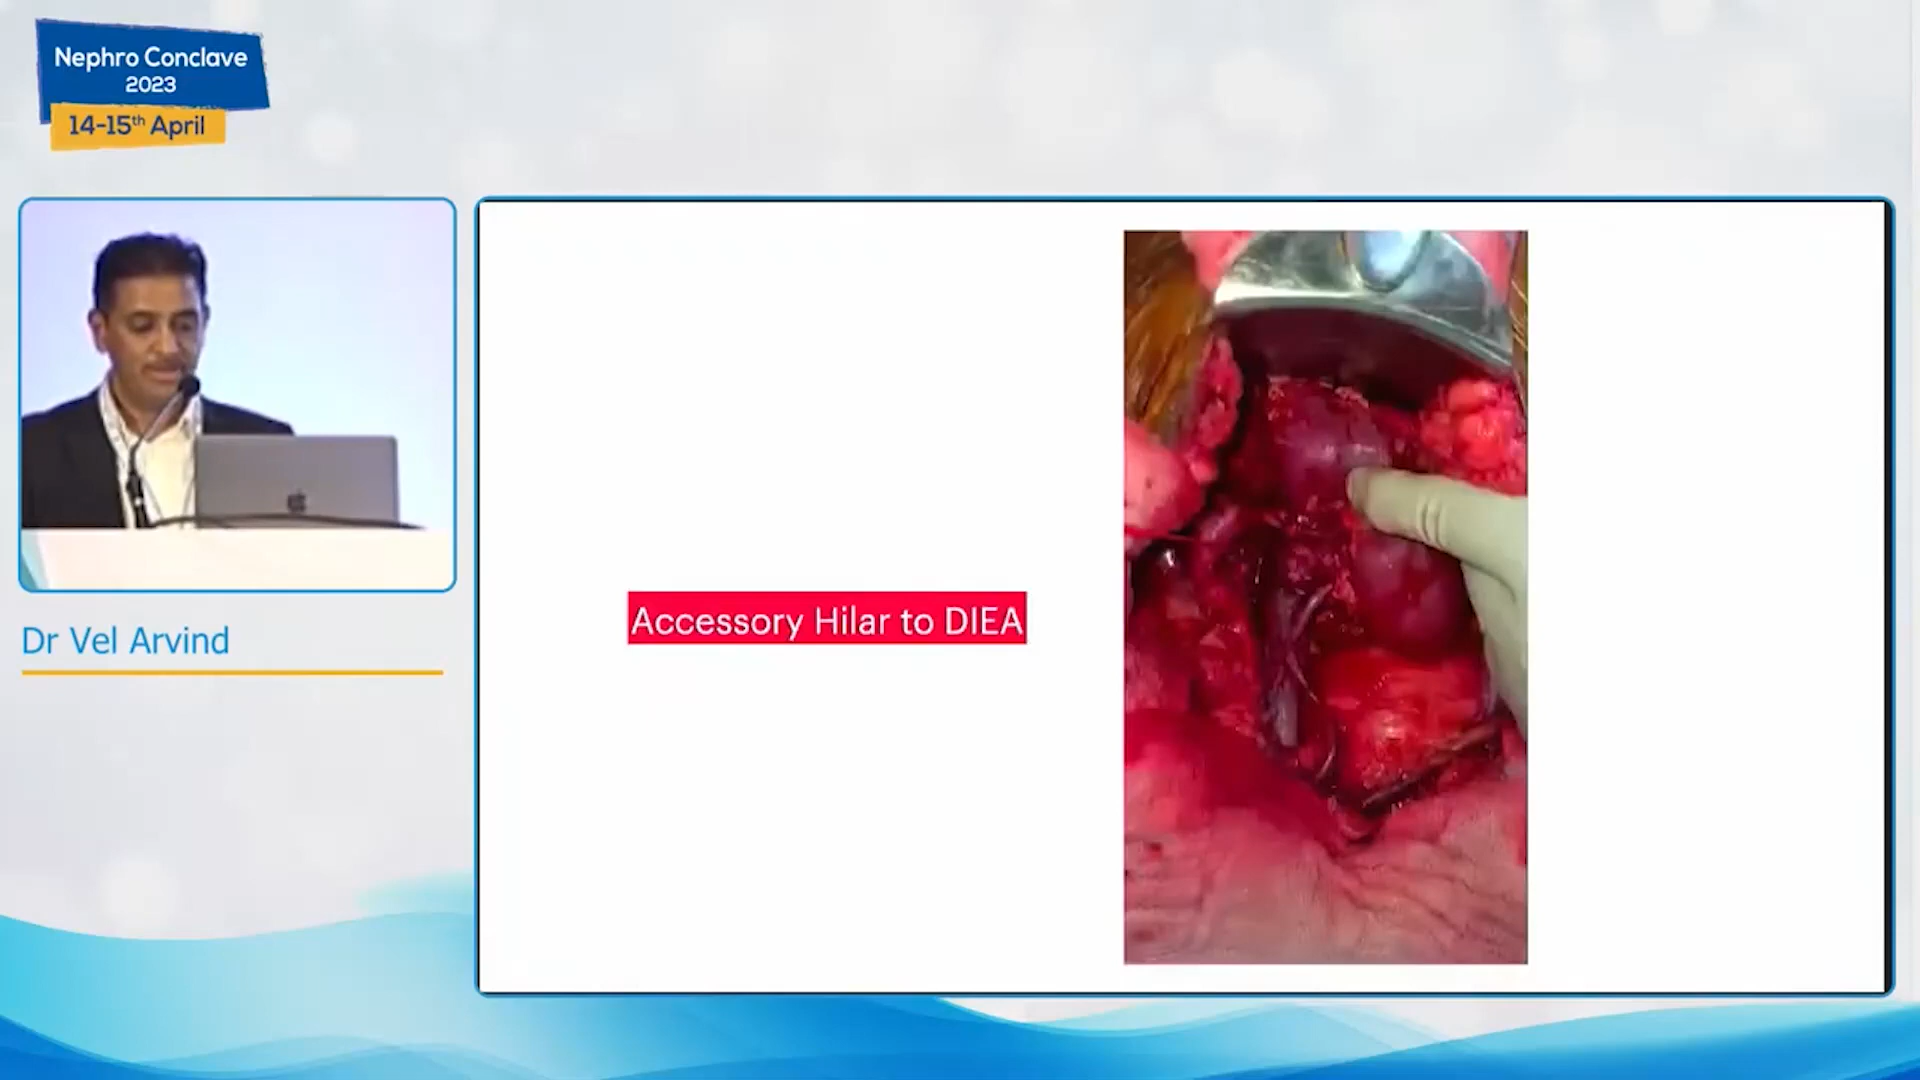 Nephro Conclave
2023
14-15th April
Accessory Hilar to DIEA
Dr Vel Arvind